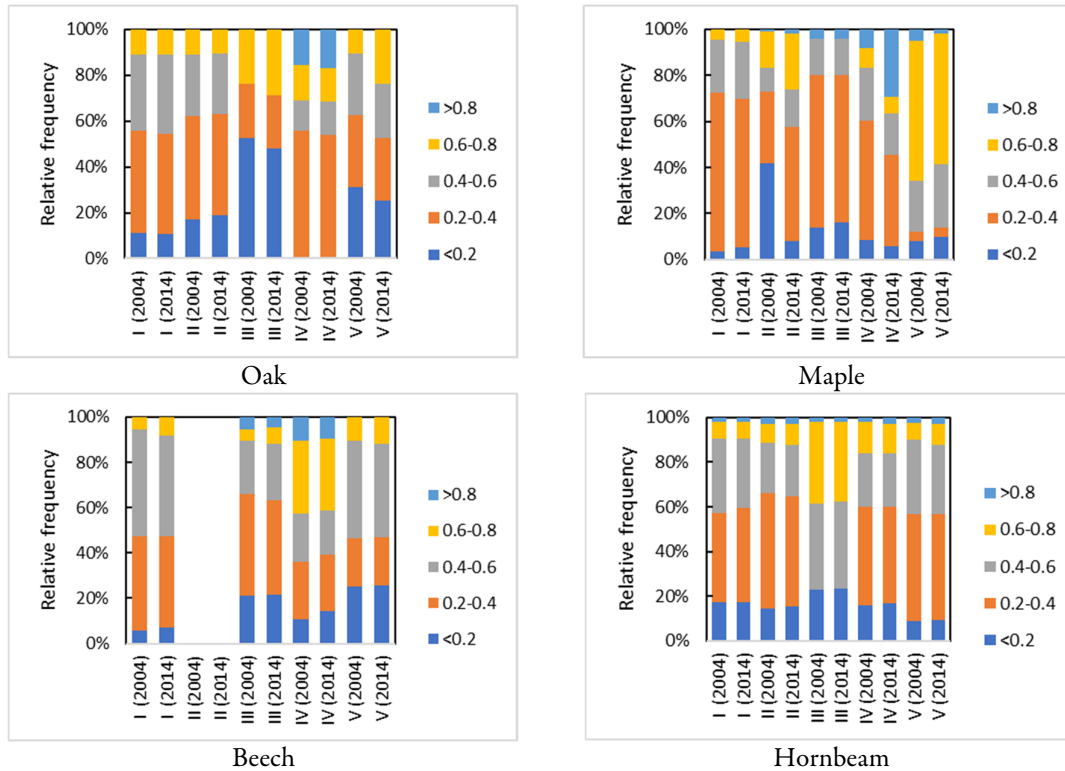 100%
80%
60%
40%
20%
0%
Relative frequency
I (2004)
I (2014)
II (2004)
II (2014)
III (2004)
III (2014)
IV (2004)
IV (2014)
V (2004)
V (2014)
>0.8
0.6-0.8
0.4-0.6
0.2-0.4
<0.2
Oak
100%
80%
60%
40%
20%
0%
Relative frequency
I (2004)
I (2014)
II (2004)
II (2014)
III (2004)
III (2014)
IV (2004)
IV (2014)
V (2004)
V (2014)
>0.8
0.6-0.8
0.4-0.6
0.2-0.4
<0.2
Maple
100%
80%
60%
40%
20%
0%
Relative frequency
I (2004)
I (2014)
II (2004)
II (2014)
III (2004)
III (2014)
IV (2004)
IV (2014)
V (2004)
V (2014)
>0.8
0.6-0.8
0.4-0.6
0.2-0.4
<0.2
Beech
100%
80%
60%
40%
20%
0%
Relative frequency
I (2004)
I (2014)
II (2004)
II (2014)
III (2004)
III (2014)
IV (2004)
IV (2014)
V (2004)
V (2014)
>0.8
0.6-0.8
0.4-0.6
0.2-0.4
<0.2
Hornbeam